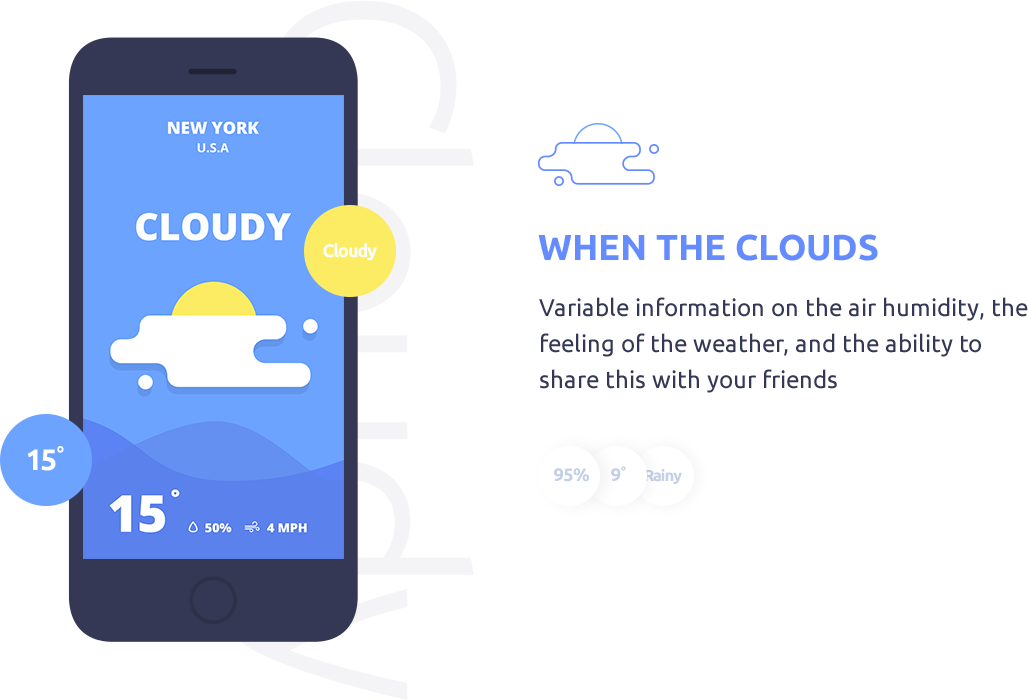 NEW YORK
U.S.A
CLOUDY
Cloudy
15°
15°
50%
4 MPH
WHEN THE CLOUDS
Variable information on the air humidity, the
feeling of the weather, and the ability to
share this with your friends
95%
9°
Rainy